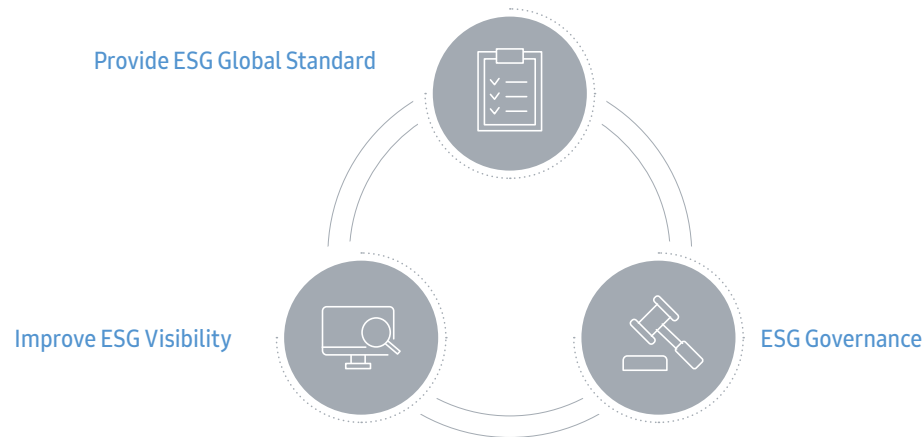 Provide ESG Global Standard
Improve ESG Visibility
ESG Governance